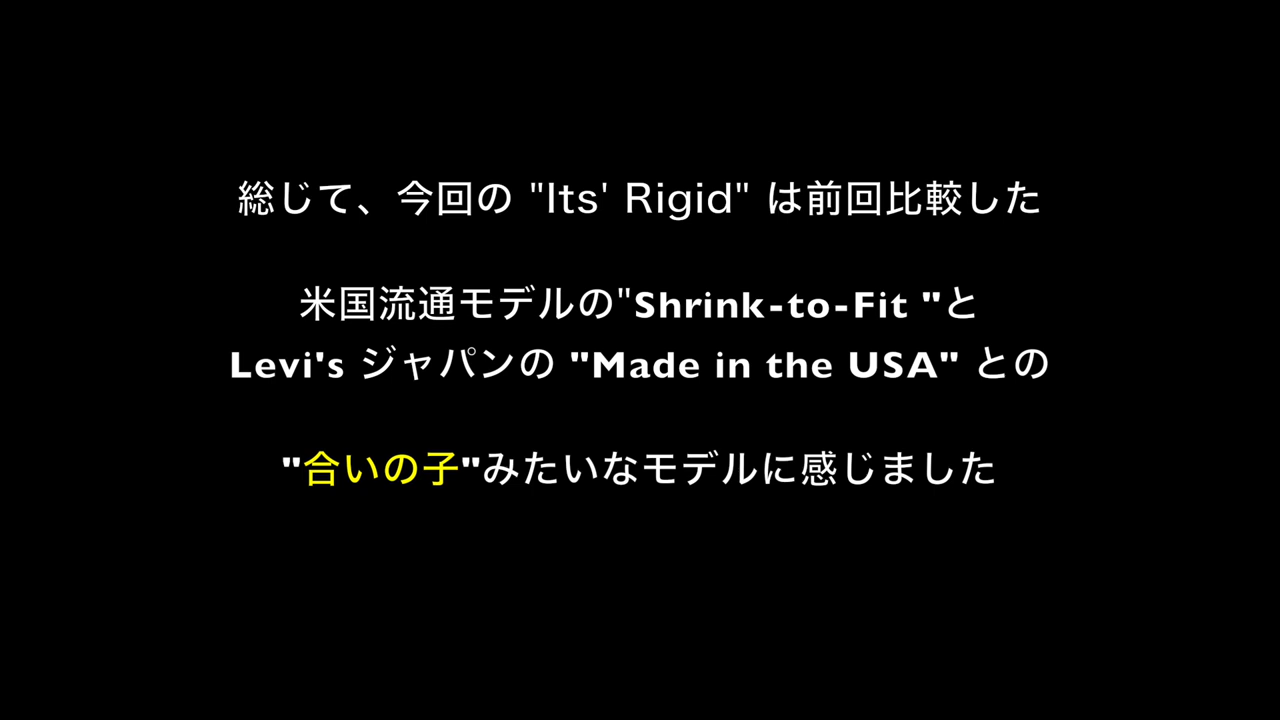 総じて、今回の "Its' Rigid" は前回比較した
米国流通モデルの"Shrink-to-Fit "と
Levi's ジャパンの "Made in the USA" との
"合いの子"みたいなモデルに感じました